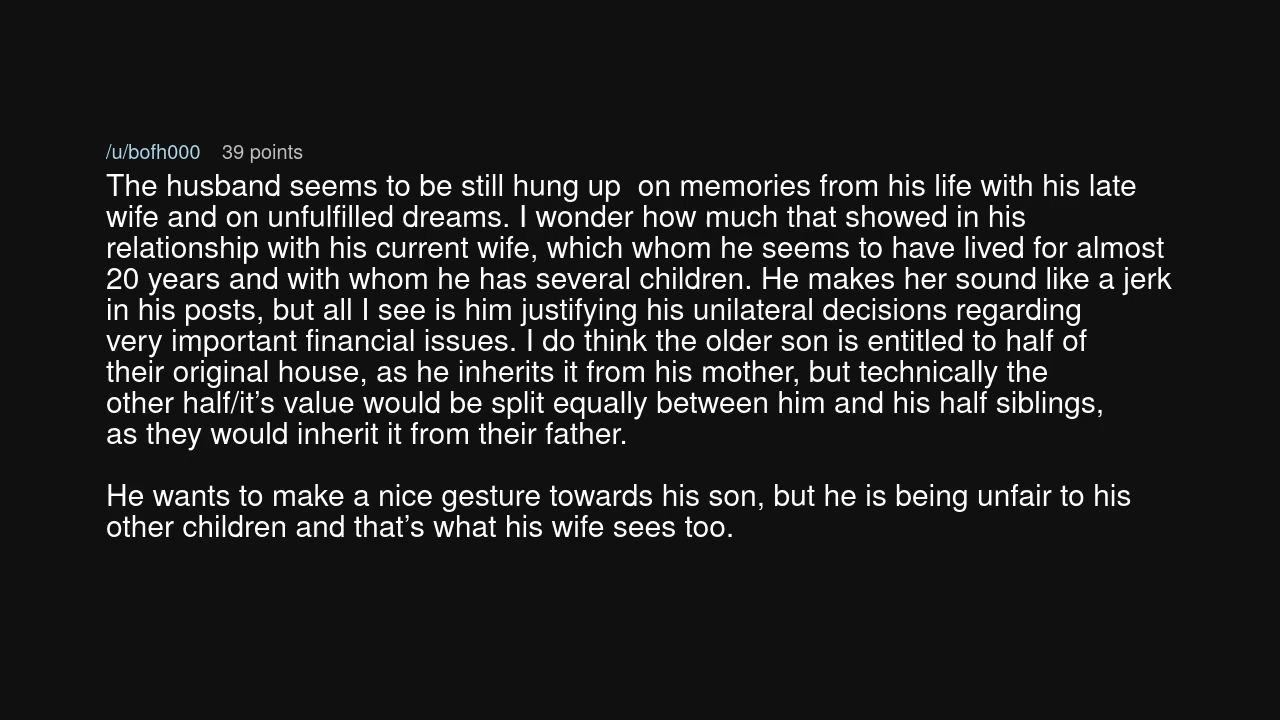 /u/bofh000 39 points
The husband seems to be still hung up  on memories from his life with his late
wife and on unfulfilled dreams. I wonder how much that showed in his
relationship with his current wife, which whom he seems to have lived for almost
20 years and with whom he has several children. He makes her sound like a jerk
in his posts, but all I see is him justifying his unilateral decisions regarding
very important financial issues. I do think the older son is entitled to half of
their original house, as he inherits it from his mother, but technically the
other half/it’s value would be split equally between him and his half siblings,
as they would inherit it from their father.

He wants to make a nice gesture towards his son, but he is being unfair to his
other children and that’s what his wife sees too.